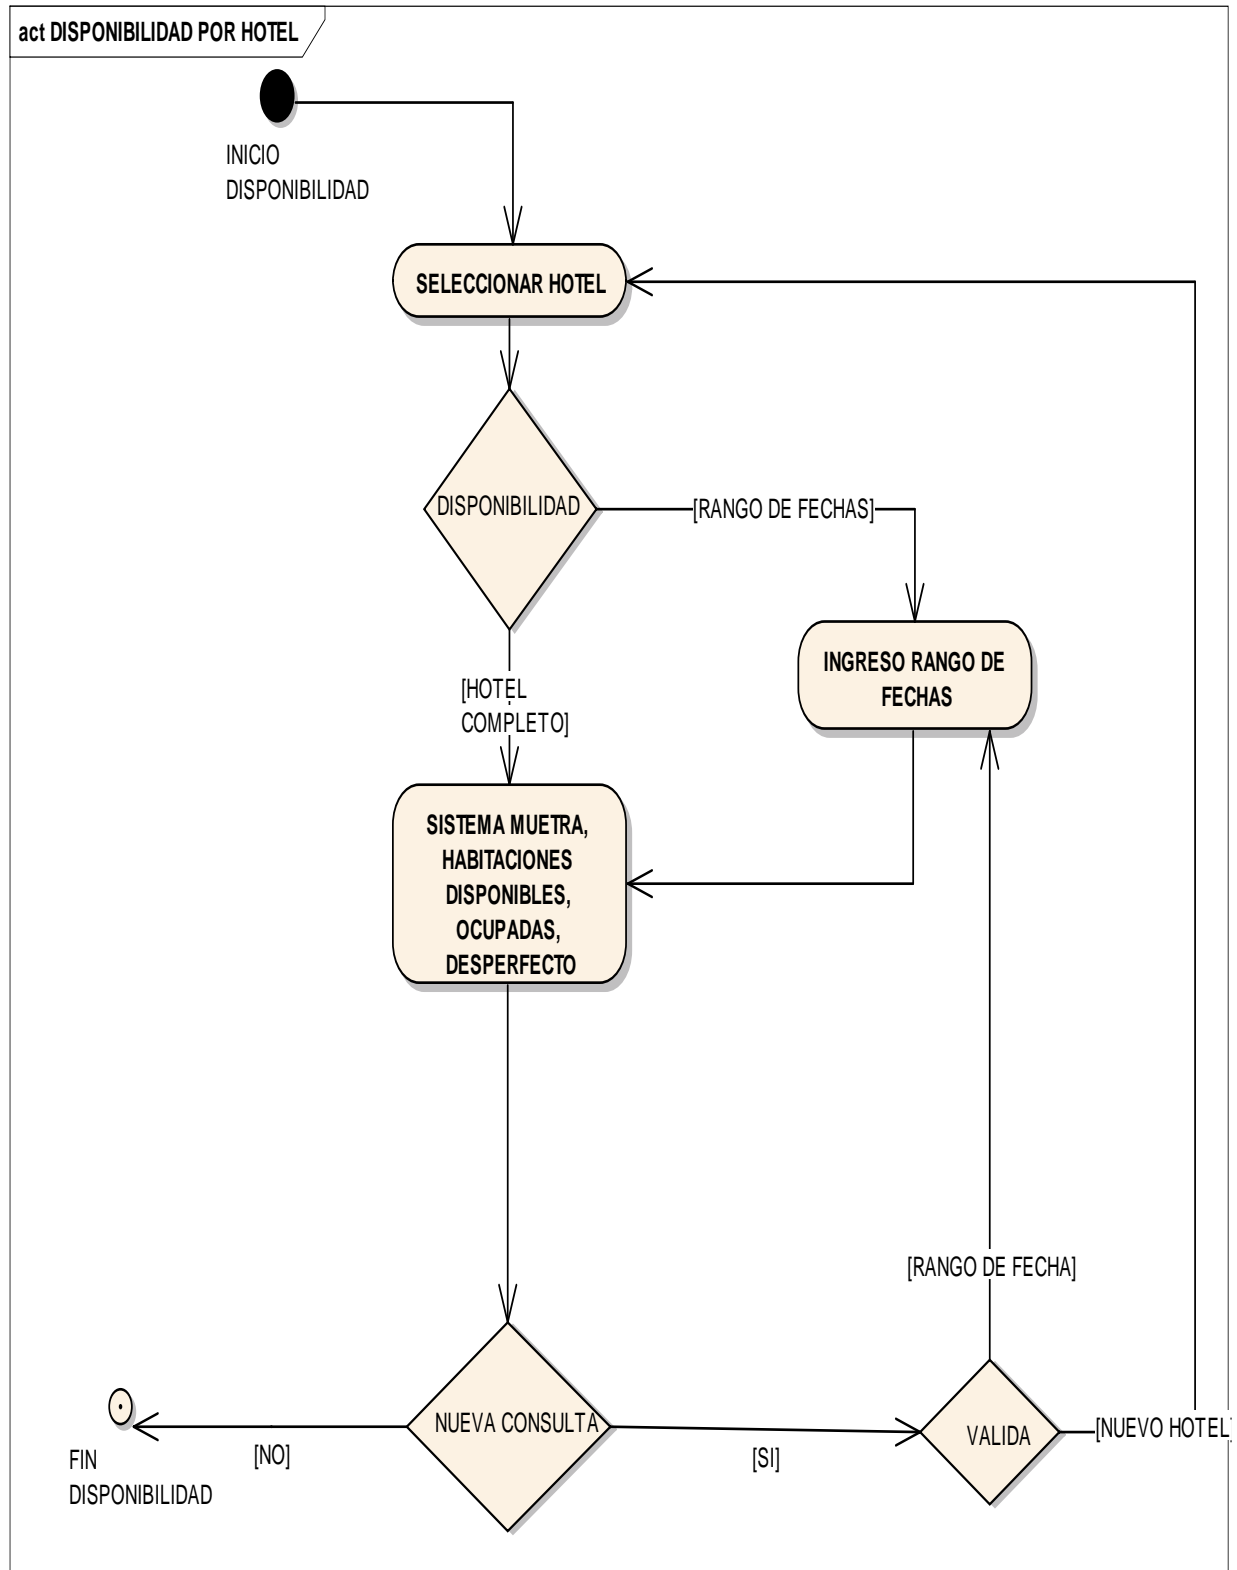 act DISPONIBILIDAD POR HOTEL
INICIO
DISPONIBILIDAD
SELECCIONAR HOTEL
DISPONIBILIDAD
[RANGO DE FECHAS]
INGRESO RANGO DE
FECHAS
[HOTEL
COMPLETO]
SISTEMA MUETRA,
HABITACIONES
DISPONIBLES,
OCUPADAS,
DESPERFECTO
[RANGO DE FECHA]
NUEVA CONSULTA
VALIDA
[NUEVO HOTEL]
[NO]
[SI]
FIN
DISPONIBILIDAD